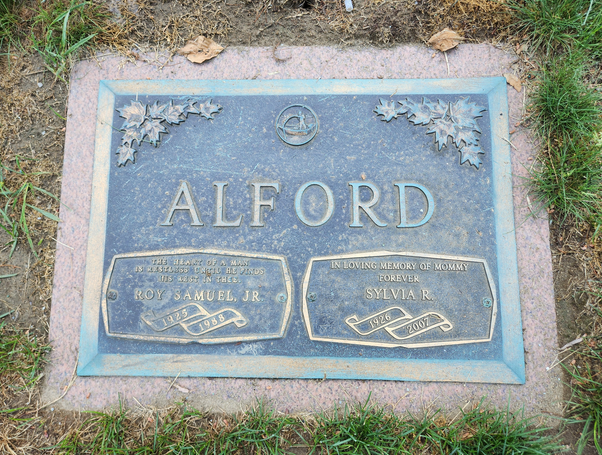 ALFORD
THE HEART OF A MAN
IS RESTLESS UNTIL HE FINDS
HIS REST IN THEE.
ROY SAMUEL, JR.
1925 1988
IN LOVING MEMORY OF MOMMY
FOREVER
SYLVIA R.
1926 2007